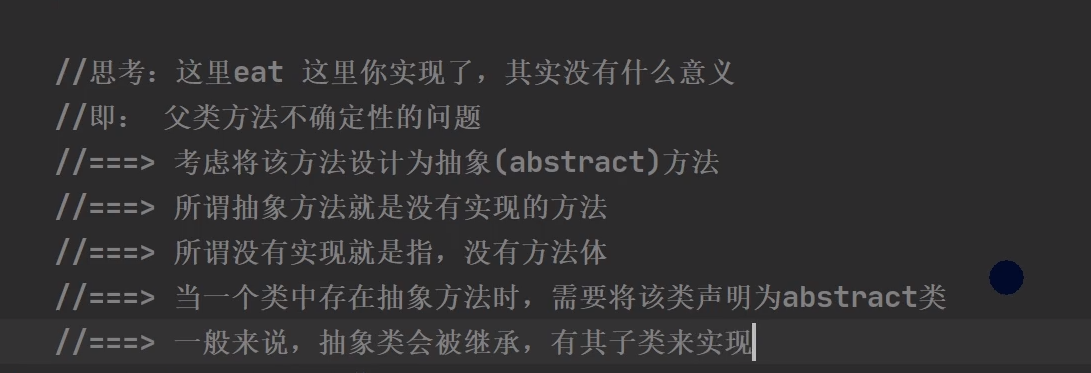 //思考：这里eat 这里你实现了，其实没有什么意义
//即： 父类方法不确定性的问题
//===> 考虑将该方法设计为抽象(abstract)方法
//===> 所谓抽象方法就是没有实现的方法
//===> 所谓没有实现就是指，没有方法体
//===> 当一个类中存在抽象方法时，需要将该类声明为abstract类
//===> 一般来说，抽象类会被继承，有其子类来实现